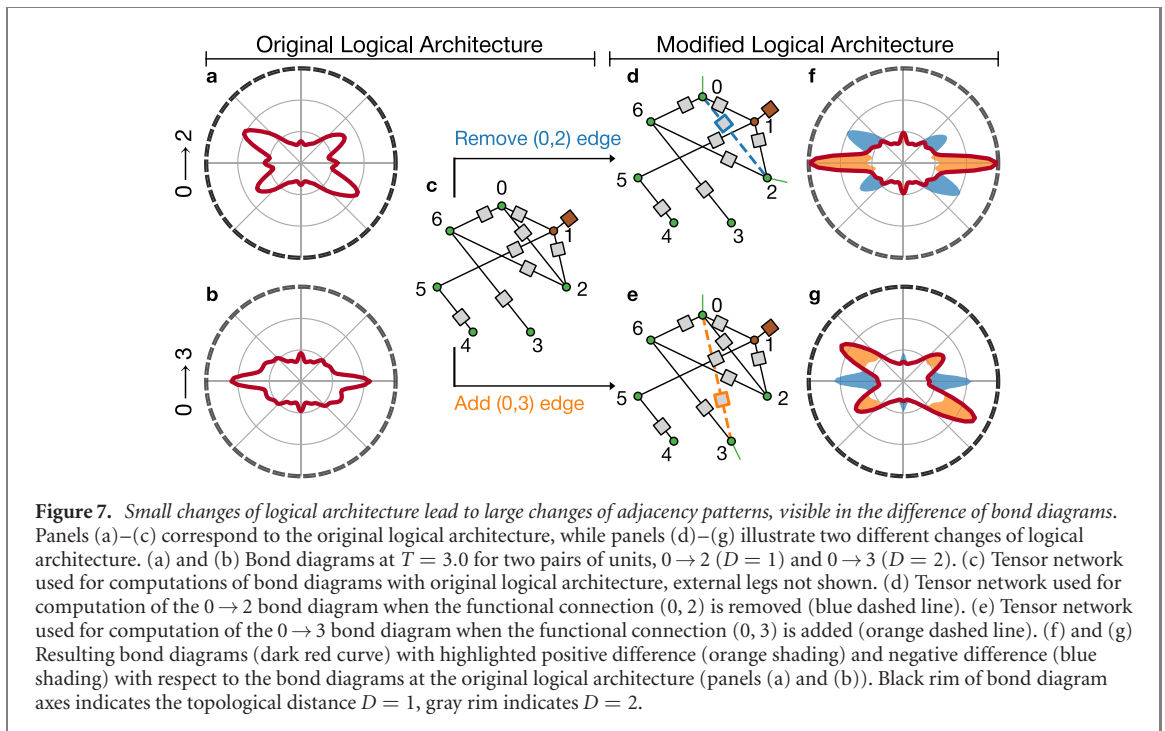 Original Logical Architecture
Modified Logical Architecture
a
0 ⟶ 2
b
0 ⟶ 3
c
0
6
1
5
2
4
3
Remove (0,2) edge
Add (0,3) edge
d
0
6
1
5
2
4
3
e
0
6
1
5
2
4
3
f
g
Figure 7. Small changes of logical architecture lead to large changes of adjacency patterns, visible in the difference of bond diagrams.
Panels (a)–(c) correspond to the original logical architecture, while panels (d)–(g) illustrate two different changes of logical
architecture. (a) and (b) Bond diagrams at T = 3.0 for two pairs of units, 0 → 2 (D = 1) and 0 → 3 (D = 2). (c) Tensor network
used for computations of bond diagrams with original logical architecture, external legs not shown. (d) Tensor network used for
computation of the 0 → 2 bond diagram when the functional connection (0, 2) is removed (blue dashed line). (e) Tensor network
used for computation of the 0 → 3 bond diagram when the functional connection (0, 3) is added (orange dashed line). (f) and (g)
Resulting bond diagrams (dark red curve) with highlighted positive difference (orange shading) and negative difference (blue
shading) with respect to the bond diagrams at the original logical architecture (panels (a) and (b)). Black rim of bond diagram
axes indicates the topological distance D = 1, gray rim indicates D = 2.